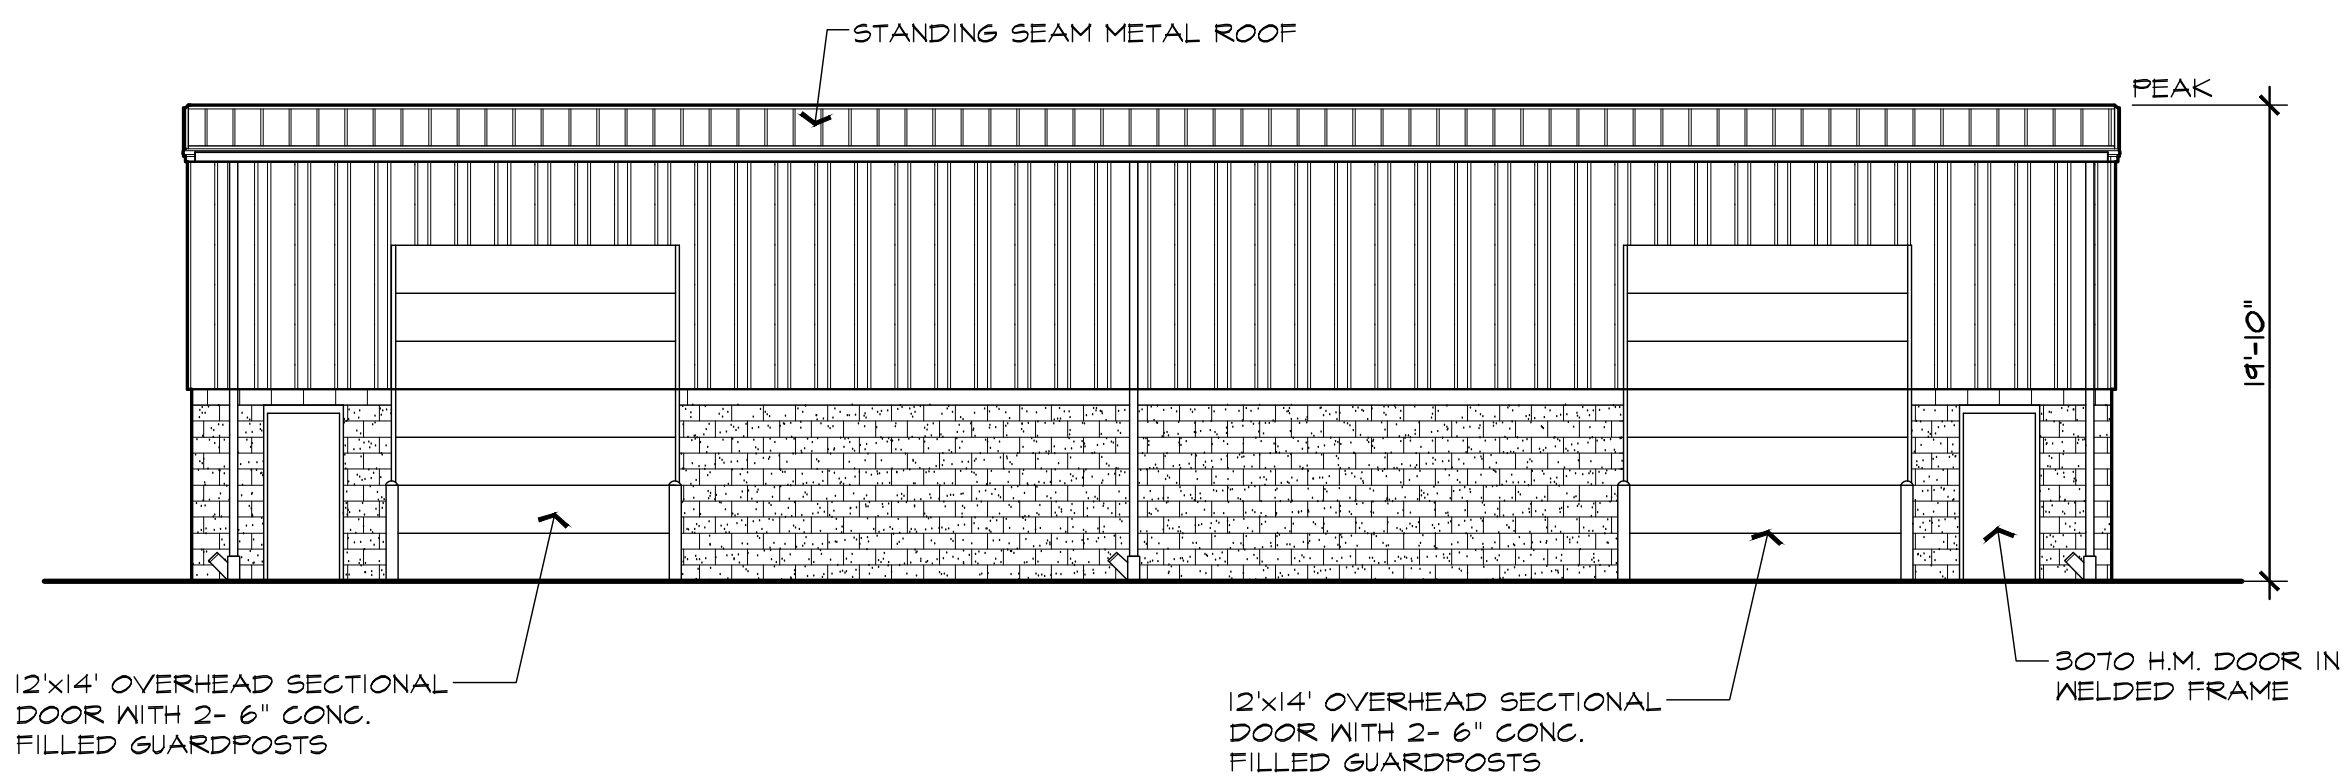 STANDING SEAM METAL ROOF
PEAK
19'-10"
12'x14' OVERHEAD SECTIONAL
DOOR WITH 2- 6" CONC.
FILLED GUARDPOSTS
12'x14' OVERHEAD SECTIONAL
DOOR WITH 2- 6" CONC.
FILLED GUARDPOSTS
3070 H.M. DOOR IN
WELDED FRAME